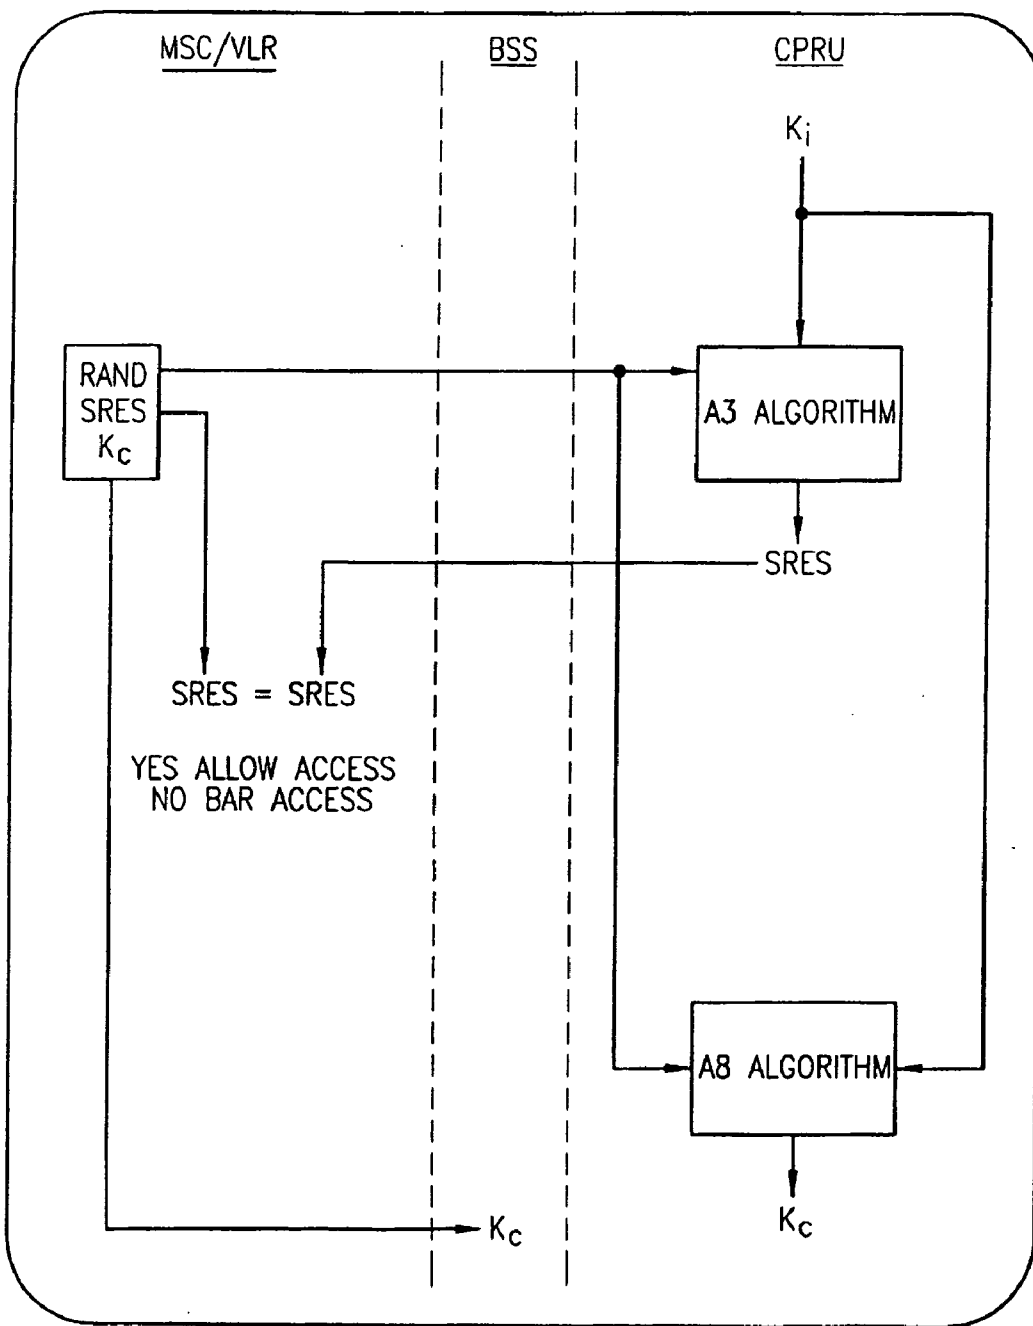 MSC/VLR
BSS
CPRU
Ki
RAND
SRES
Kc
A3 ALGORITHM
SRES
SRES = SRES
YES ALLOW ACCESS
NO BAR ACCESS
A8 ALGORITHM
Kc
Kc